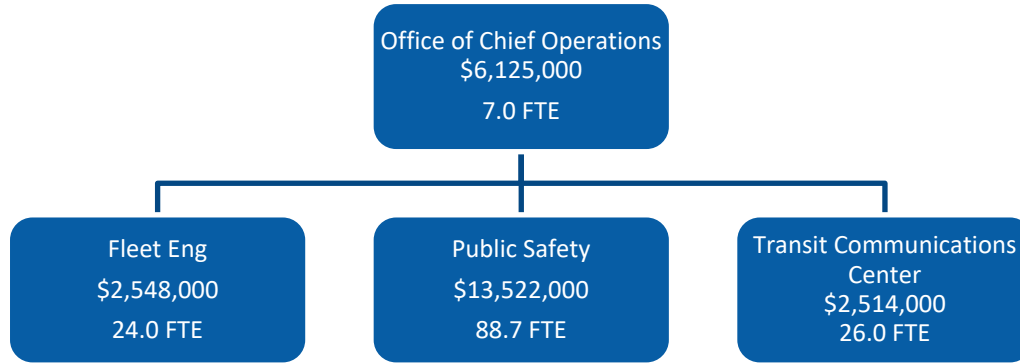 Office of Chief Operations
$6,125,000
7.0 FTE
Fleet Eng
$2,548,000
24.0 FTE
Public Safety
$13,522,000
88.7 FTE
Transit Communications
Center
$2,514,000
26.0 FTE